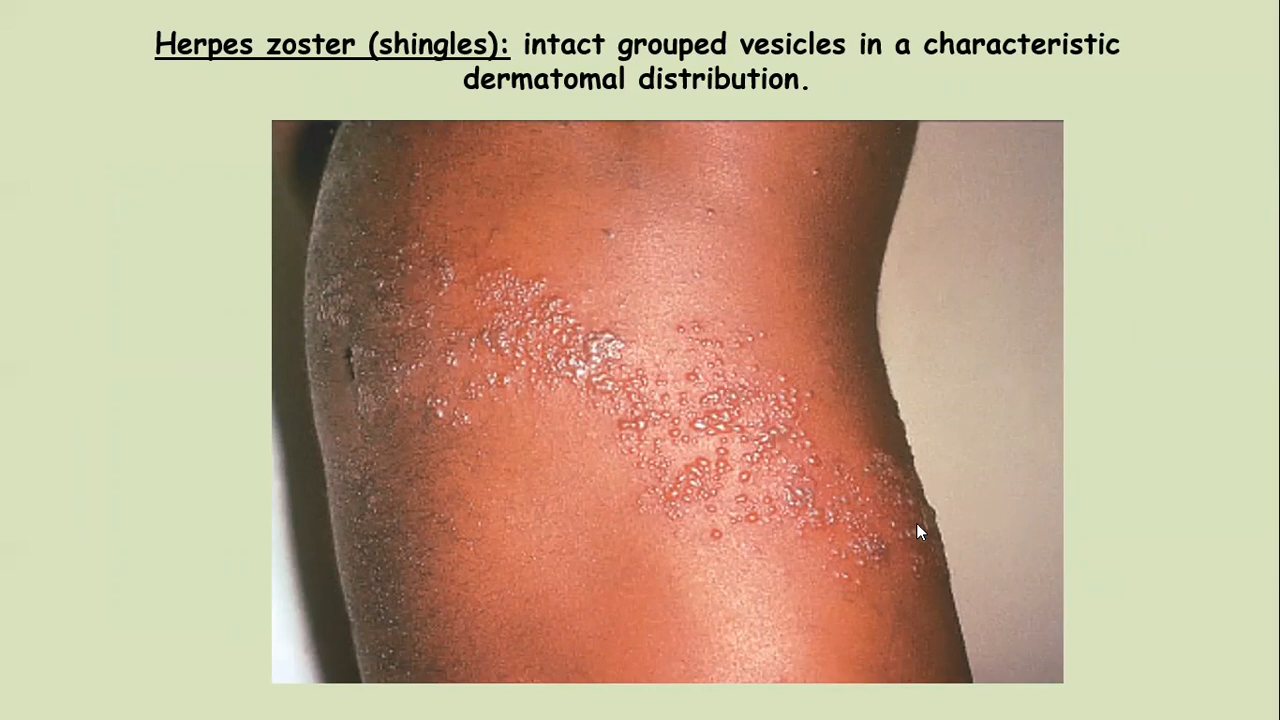 Herpes zoster (shingles): intact grouped vesicles in a characteristic
dermatomal distribution.